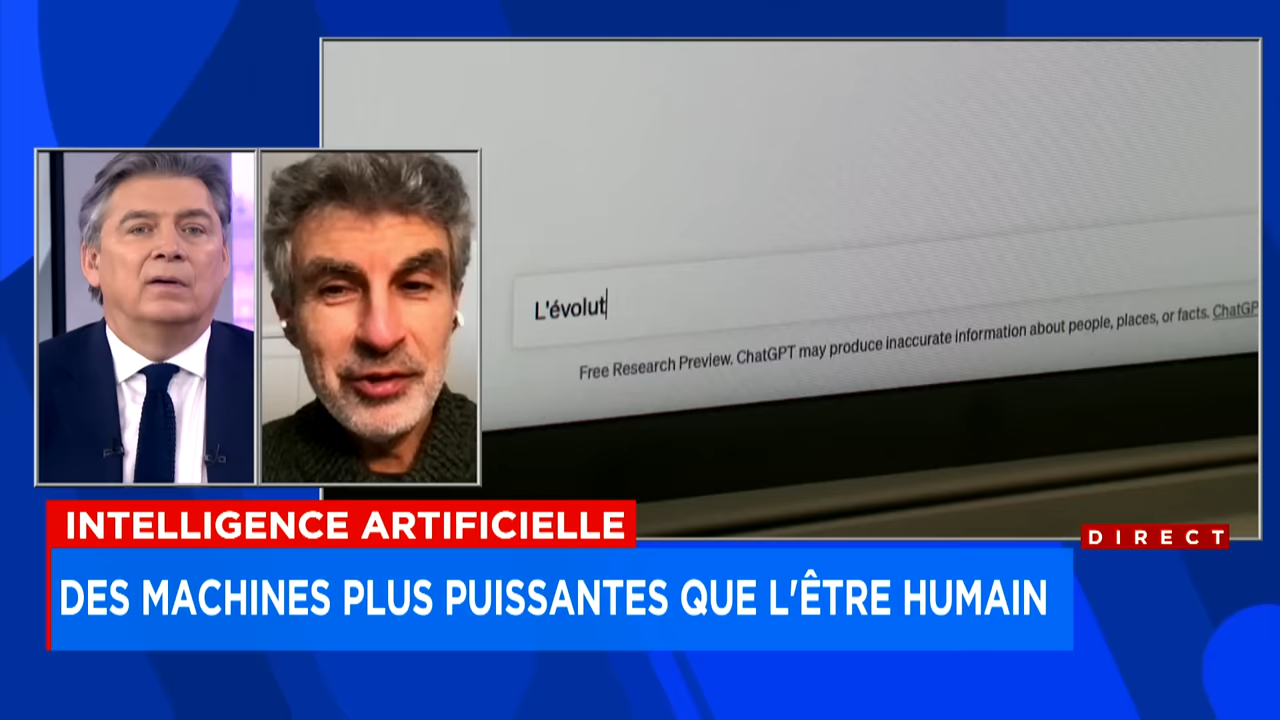 L'évolut
Free Research Preview. ChatGPT may produce inaccurate information about people, places, or facts. ChatGP
INTELLIGENCE ARTIFICIELLE
DIRECT
DES MACHINES PLUS PUISSANTES QUE L'ÊTRE HUMAIN